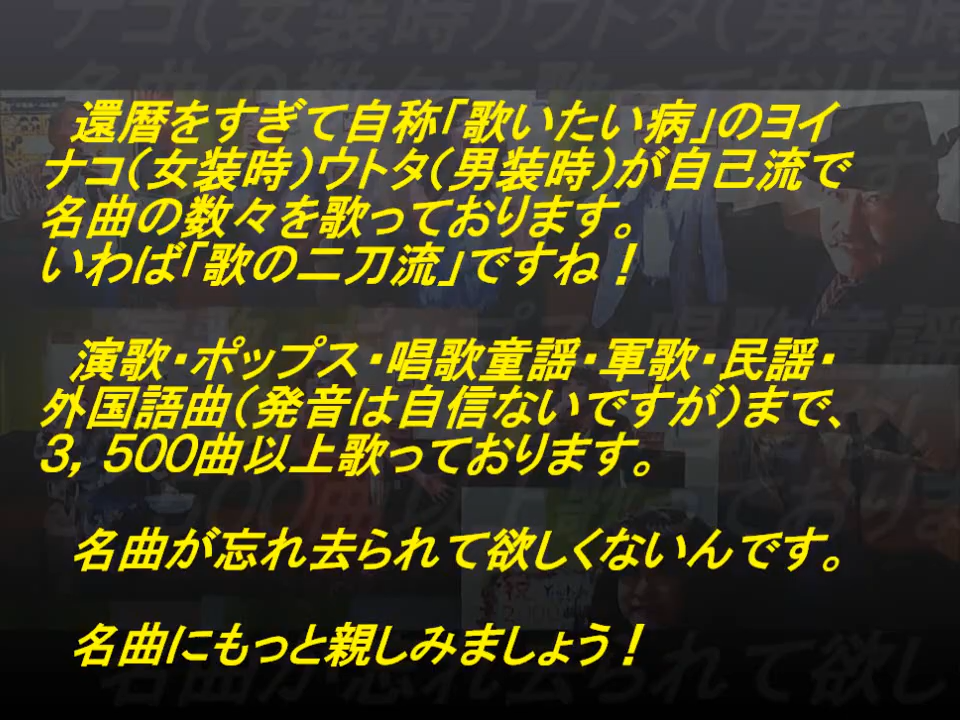 還暦をすぎて自称「歌いたい病」のヨイ
ナコ（女装時）ウトタ（男装時）が自己流で
名曲の数々を歌っております。
いわば「歌の二刀流」ですね！
演歌・ポップス・唱歌童謡・軍歌・民謡・
外国語曲（発音は自信ないですが）まで、
３，５００曲以上歌っております。
名曲が忘れ去られて欲しくないんです。
名曲にもっと親しみましょう！